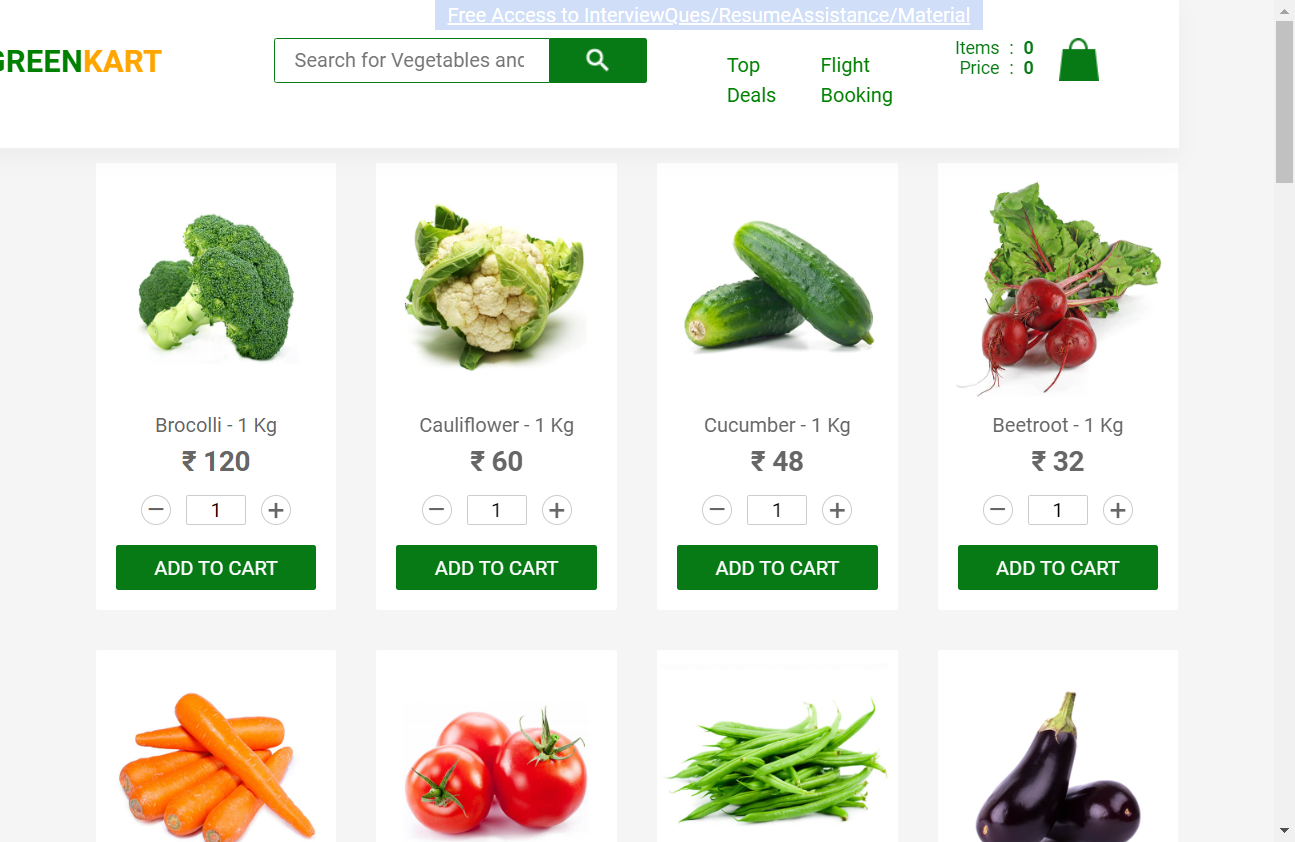 Free Access to InterviewQues/ResumeAssistance/Material
GREENKART
Search for Vegetables and
Top Deals
Flight Booking
Items : 0
Price : 0
Brocolli - 1 Kg
₹ 120
− 1 +
ADD TO CART
Cauliflower - 1 Kg
₹ 60
− 1 +
ADD TO CART
Cucumber - 1 Kg
₹ 48
− 1 +
ADD TO CART
Beetroot - 1 Kg
₹ 32
− 1 +
ADD TO CART